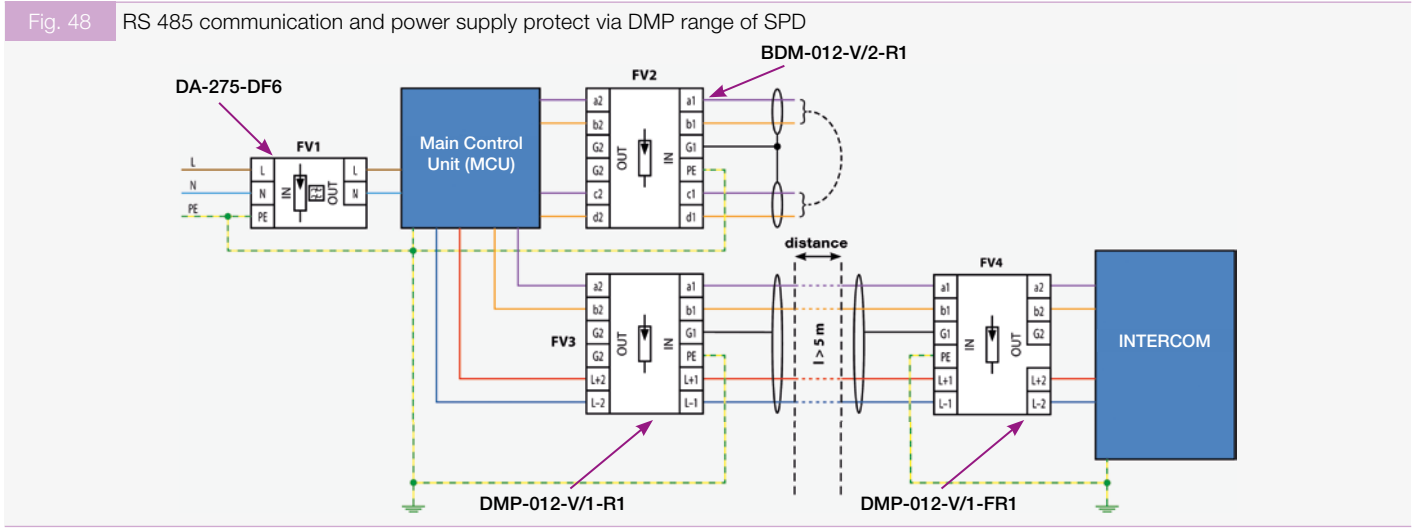 Fig. 48 RS 485 communication and power supply protect via DMP range of SPD
BDM-012-V/2-R1
DA-275-DF6
FV2
FV1
Main Control
Unit (MCU)
L
N
PE
L
N
PE
IN
OUT
L
N
a2
b2
G2
G2
c2
d2
OUT
IN
a1
b1
G1
PE
c1
d1
distance
l > 5 m
FV3
a2
b2
G2
G2
L+2
L–2
OUT
IN
a1
b1
G1
PE
L+1
L–1
FV4
a1
b1
G1
PE
L+1
L–1
IN
OUT
a2
b2
G2
L+2
L–2
INTERCOM
DMP-012-V/1-R1
DMP-012-V/1-FR1